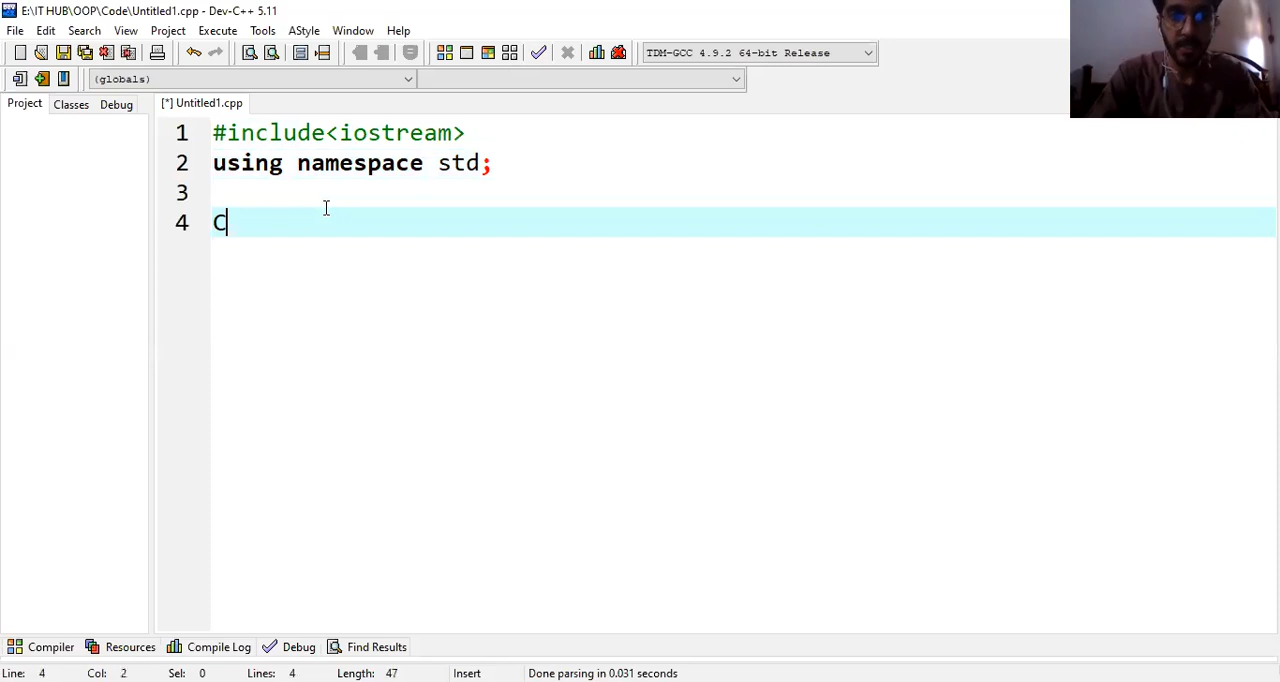 E:\IT HUB\OOP\Code\Untitled1.cpp - Dev-C++ 5.11
File Edit Search View Project Execute Tools AStyle Window Help
TDM-GCC 4.9.2 64-bit Release
(globals)
Project Classes Debug [*] Untitled1.cpp
1 #include<iostream>
2 using namespace std;
3
4 C
Compiler Resources Compile Log Debug Find Results
Line: 4 Col: 2 Sel: 0 Lines: 4 Length: 47 Insert Done parsing in 0.031 seconds